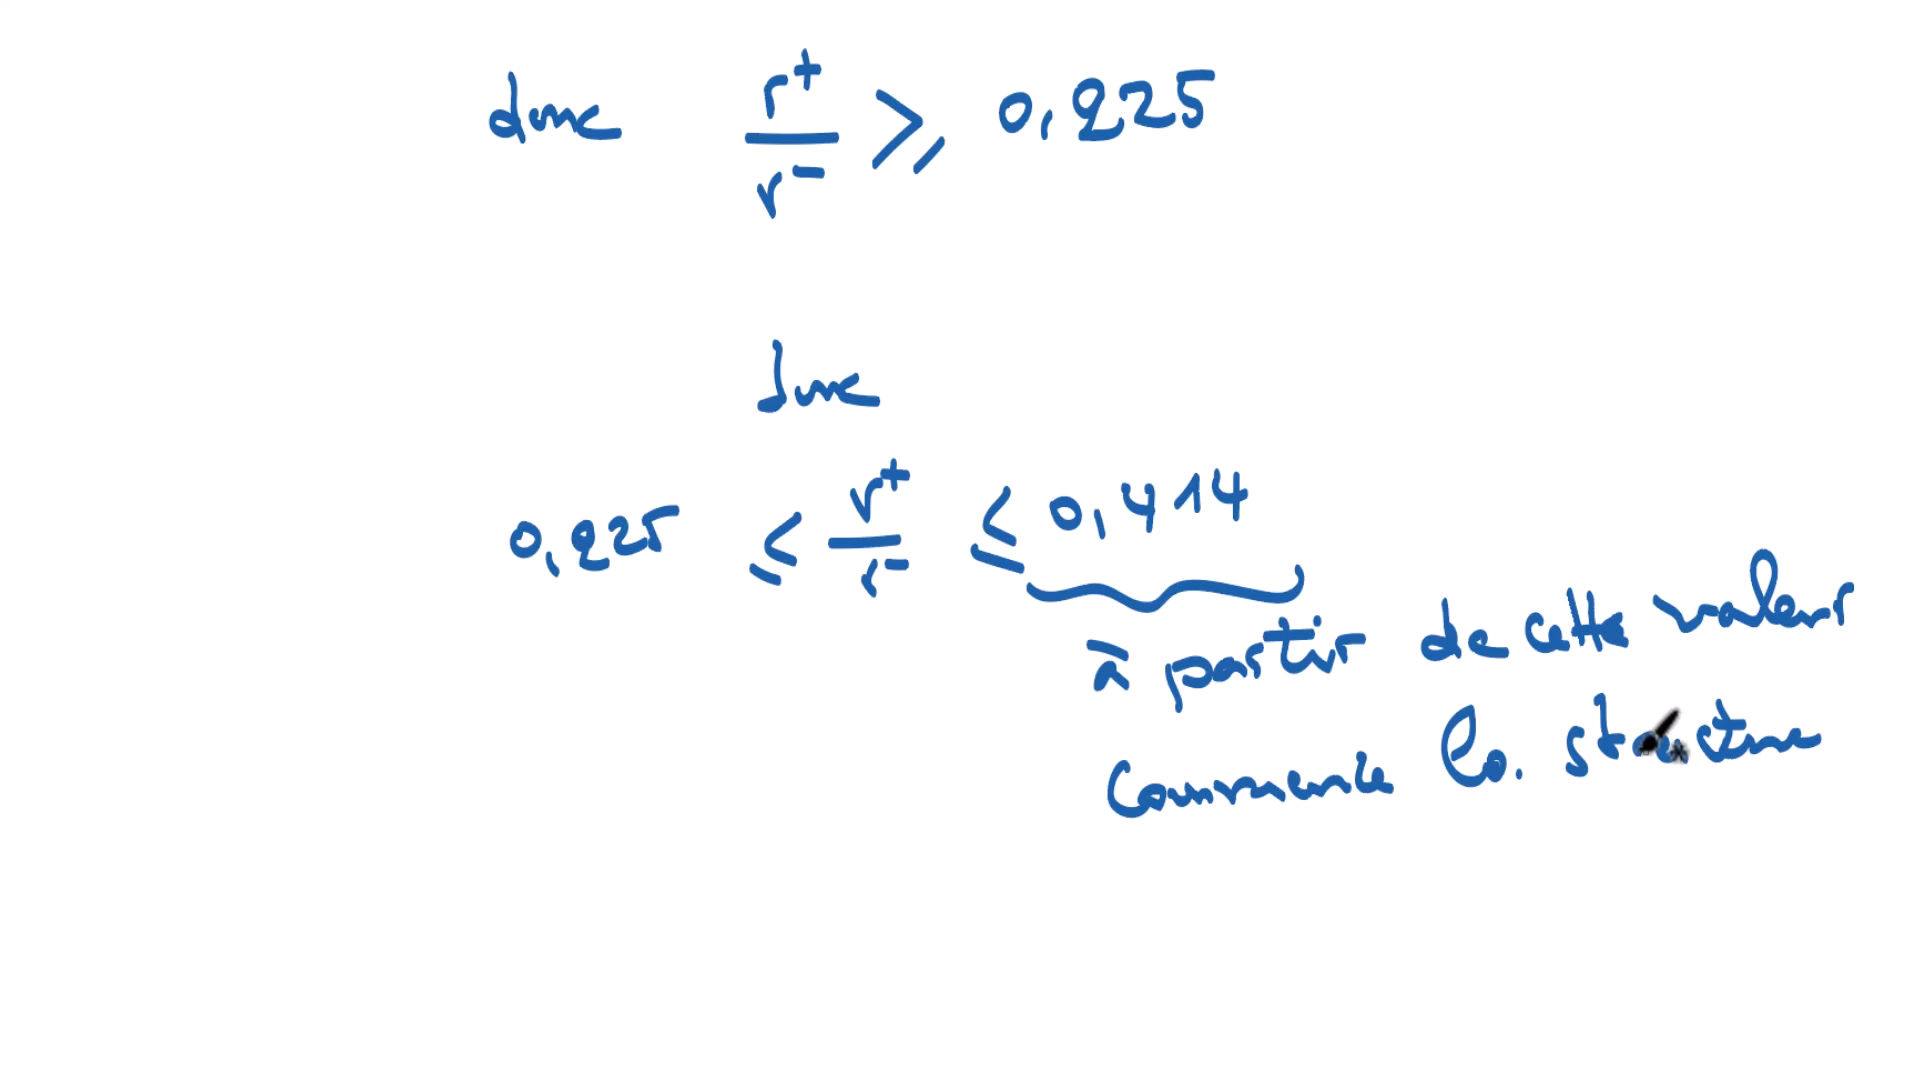 donc r⁺/r⁻ ⩾ 0,225
donc
0,225 ≤ r⁺/r⁻ ≤ 0,414
à partir de cette valeur
commence la structure